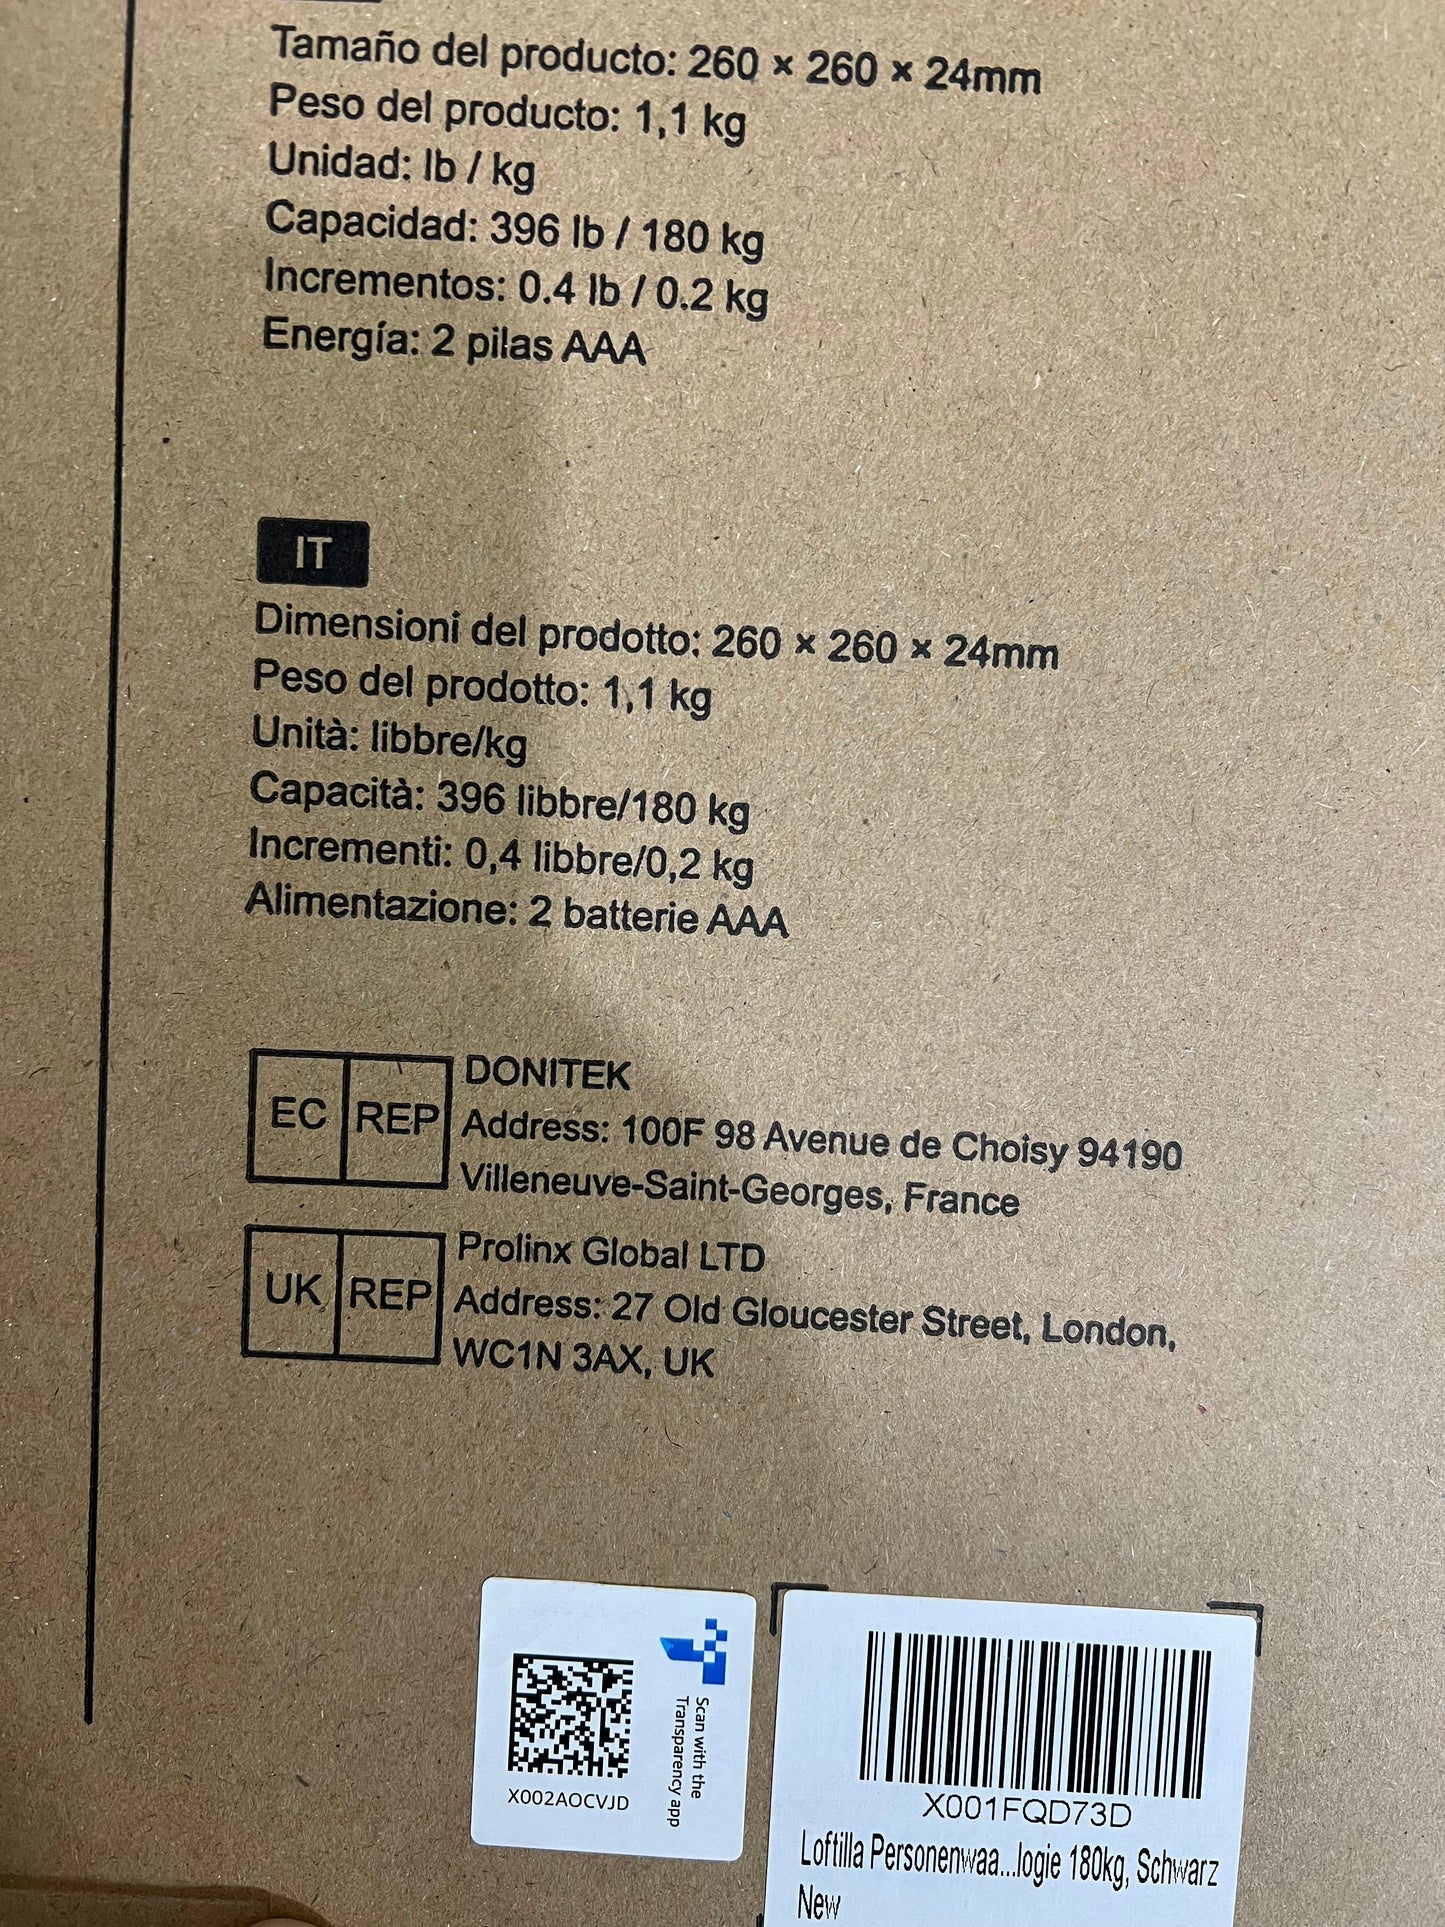 Tamaño del producto: 260 × 260 × 24mm
Peso del producto: 1,1 kg
Unidad: lb / kg
Capacidad: 396 lb / 180 kg
Incrementos: 0.4 lb / 0.2 kg
Energía: 2 pilas AAA
IT
Dimensioni del prodotto: 260 × 260 × 24mm
Peso del prodotto: 1,1 kg
Unità: libbre/kg
Capacità: 396 libbre/180 kg
Incrementi: 0,4 libbre/0,2 kg
Alimentazione: 2 batterie AAA
EC REP
DONITEK
Address: 100F 98 Avenue de Choisy 94190
Villeneuve-Saint-Georges, France
UK REP
Prolinx Global LTD
Address: 27 Old Gloucester Street, London,
WC1N 3AX, UK
Scan with the
Transparency app
X002AOCVJD
X001FQD73D
Loftilla Personenwaa...logie 180kg, Schwarz
New